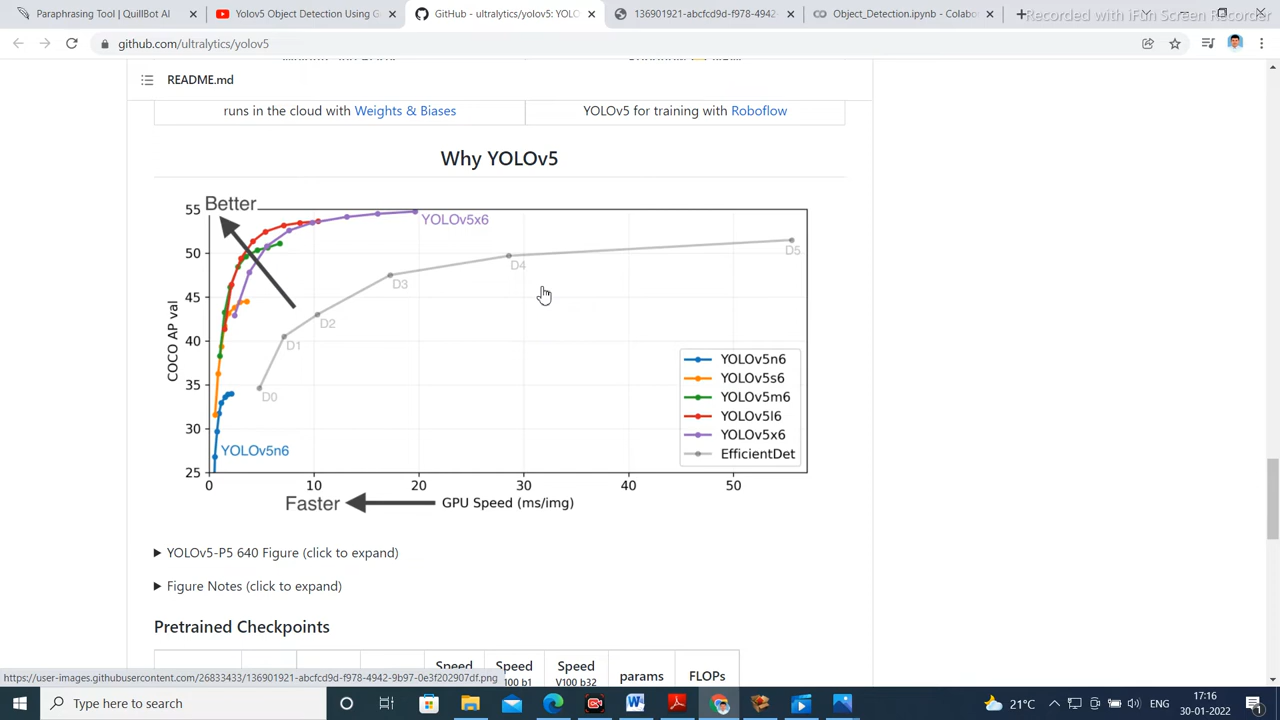 Paraphrasing Tool | QuillBot AI
Yolov5 Object Detection Using G
GitHub - ultralytics/yolov5: YOLO
136901921-abcfcd9d-f978-4942-
Object_Detection.ipynb - Colabo
Recorded with iFun Screen Recorder
github.com/ultralytics/yolov5
README.md
runs in the cloud with Weights & Biases
YOLOv5 for training with Roboflow
Why YOLOv5
Better
55
50
45
40
35
30
25
COCO AP val
YOLOv5x6
D5
D4
D3
D2
D1
D0
YOLOv5n6
YOLOv5n6
YOLOv5s6
YOLOv5m6
YOLOv5l6
YOLOv5x6
EfficientDet
0 10 20 30 40 50
Faster
GPU Speed (ms/img)
YOLOv5-P5 640 Figure (click to expand)
Figure Notes (click to expand)
Pretrained Checkpoints
Speed
Speed
Speed
V100 b1
V100 b32
params
FLOPs
https://user-images.githubusercontent.com/26833433/136901921-abcfcd9d-f978-4942-9b97-0e3f202907df.png
Type here to search
21°C
ENG
17:16
30-01-2022